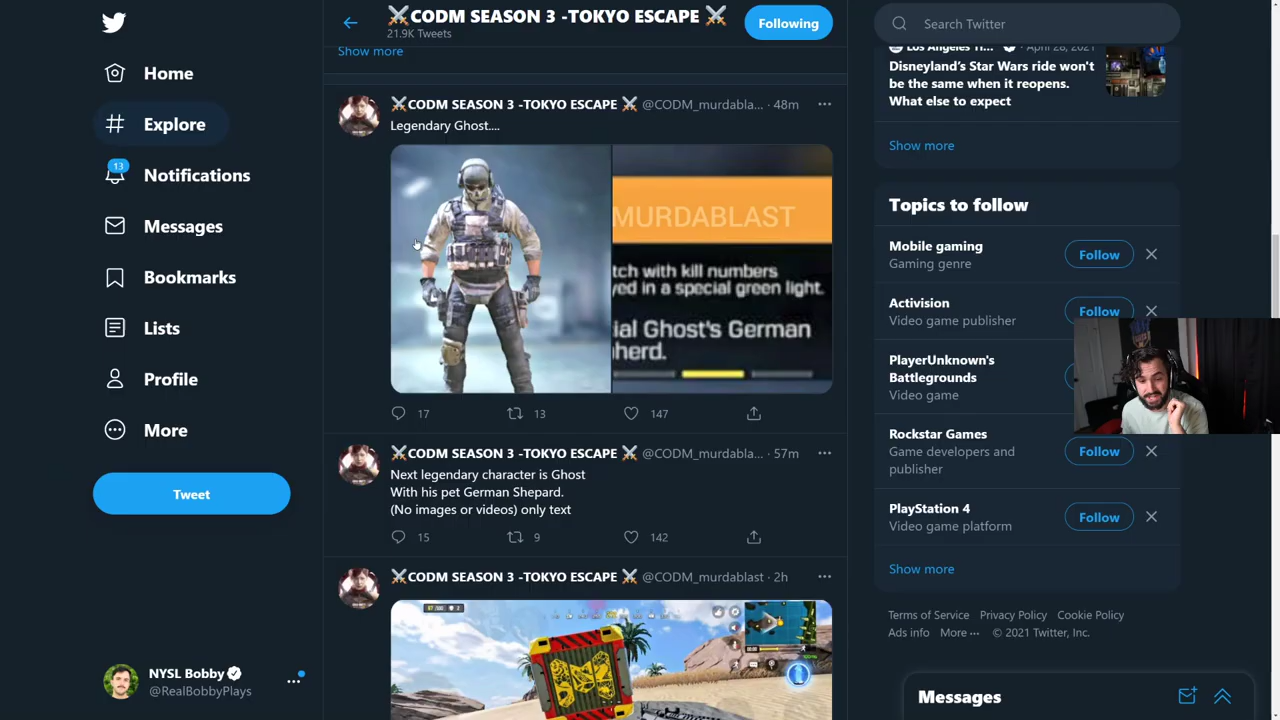 ⚔️CODM SEASON 3 -TOKYO ESCAPE ⚔️
21.9K Tweets
Following
Show more
Home
Explore
13
Notifications
Messages
Bookmarks
Lists
Profile
More
Tweet
NYSL Bobby
@RealBobbyPlays
⚔️CODM SEASON 3 -TOKYO ESCAPE ⚔️ @CODM_murdabla... · 48m
Legendary Ghost....
MURDABLAST
tch with kill numbers
yed in a special green light.
ial Ghost's German
herd.
17 13 147
⚔️CODM SEASON 3 -TOKYO ESCAPE ⚔️ @CODM_murdabla... · 57m
Next legendary character is Ghost
With his pet German Shepard.
(No images or videos) only text
15 9 142
⚔️CODM SEASON 3 -TOKYO ESCAPE ⚔️ @CODM_murdablast · 2h
Search Twitter
Los Angeles Ti... · April 28, 2021
Disneyland's Star Wars ride won't
be the same when it reopens.
What else to expect
Show more
Topics to follow
Mobile gaming
Gaming genre
Follow
Activision
Video game publisher
Follow
PlayerUnknown's
Battlegrounds
Video game
Rockstar Games
Game developers and
publisher
Follow
PlayStation 4
Video game platform
Follow
Show more
Terms of Service Privacy Policy Cookie Policy
Ads info More ··· © 2021 Twitter, Inc.
Messages